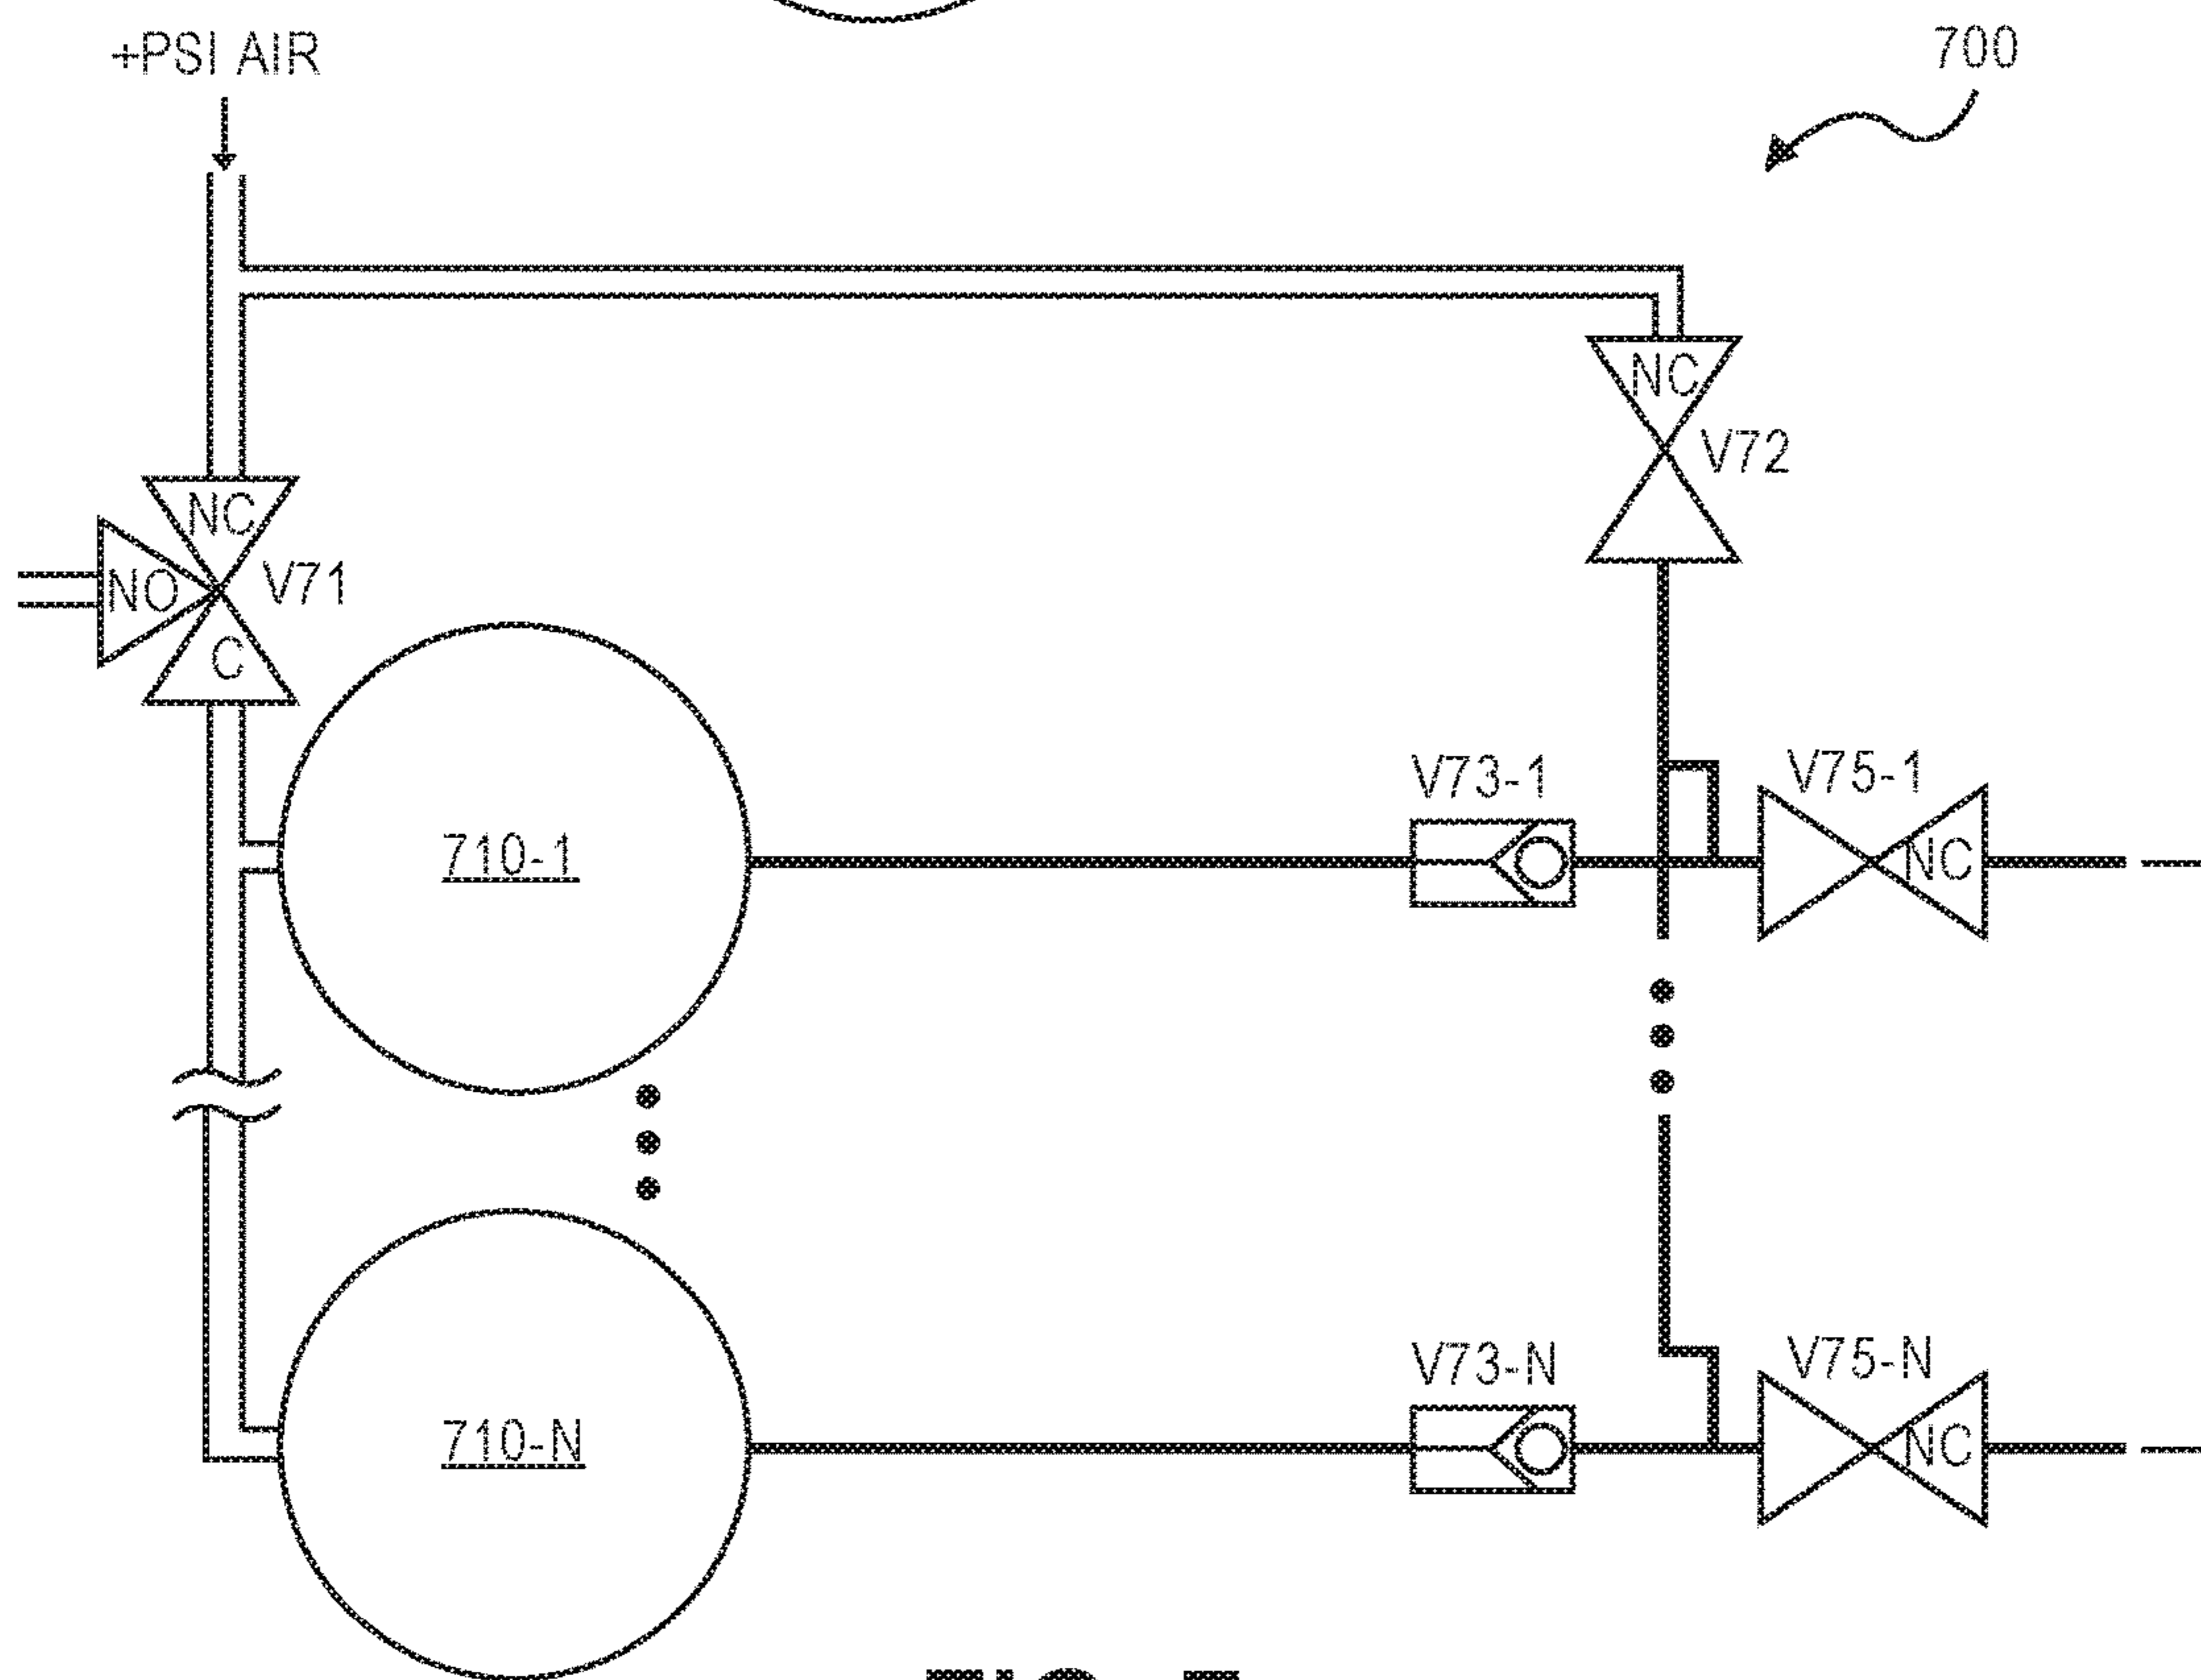 +PSI AIR
700
NC
V72
NC
NO
V71
C
V73-1
V75-1
710-1
NC
V73-N
V75-N
710-N
NC